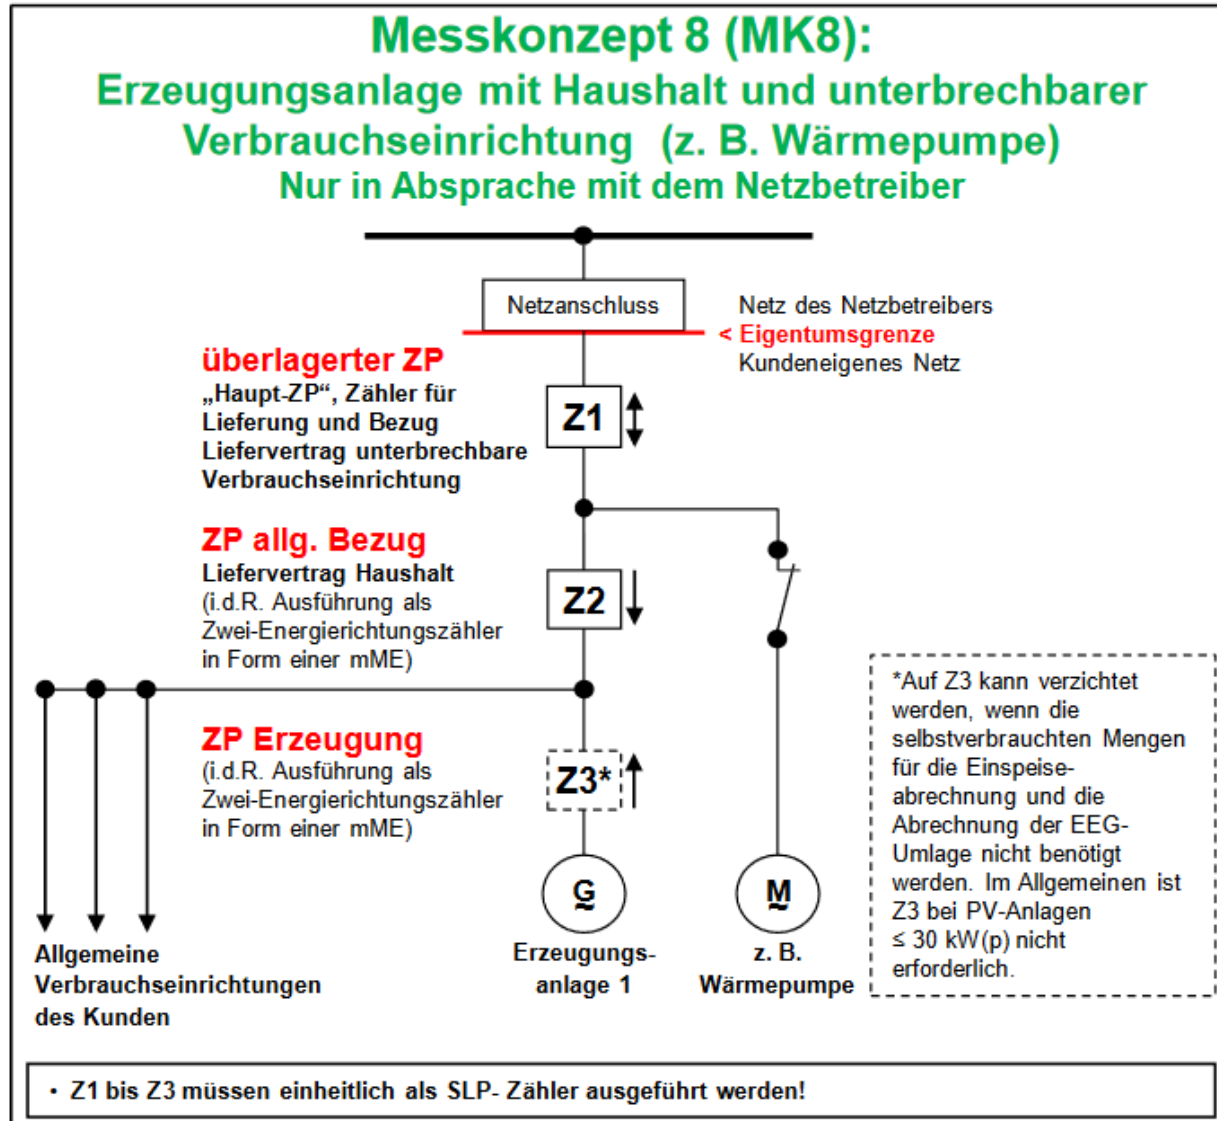 Messkonzept 8 (MK8):
Erzeugungsanlage mit Haushalt und unterbrechbarer
Verbrauchseinrichtung (z. B. Wärmepumpe)
Nur in Absprache mit dem Netzbetreiber
Netzanschluss
Netz des Netzbetreibers
< Eigentumsgrenze
Kundeneigenes Netz
überlagerter ZP
„Haupt-ZP“, Zähler für
Lieferung und Bezug
Liefervertrag unterbrechbare
Verbrauchseinrichtung
Z1
ZP allg. Bezug
Liefervertrag Haushalt
(i.d.R. Ausführung als
Zwei-Energierichtungszähler
in Form einer mME)
Z2
ZP Erzeugung
(i.d.R. Ausführung als
Zwei-Energierichtungszähler
in Form einer mME)
Z3*
*Auf Z3 kann verzichtet
werden, wenn die
selbstverbrauchten Mengen
für die Einspeise-
abrechnung und die
Abrechnung der EEG-
Umlage nicht benötigt
werden. Im Allgemeinen ist
Z3 bei PV-Anlagen
≤ 30 kW(p) nicht
erforderlich.
G
~
M
~
Allgemeine
Verbrauchseinrichtungen
des Kunden
Erzeugungs-
anlage 1
z. B.
Wärmepumpe
• Z1 bis Z3 müssen einheitlich als SLP- Zähler ausgeführt werden!